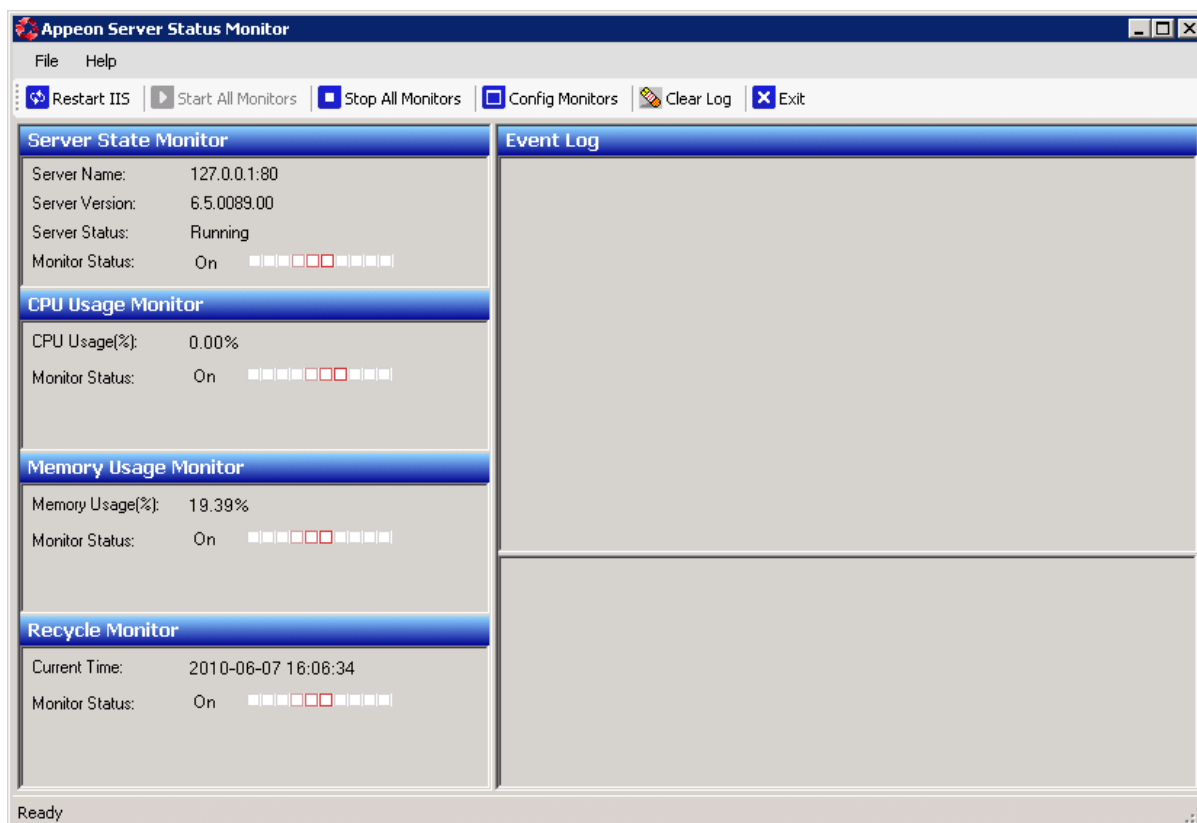 Appeon Server Status Monitor
File Help
Restart IIS Start All Monitors Stop All Monitors Config Monitors Clear Log Exit
Server State Monitor
Server Name: 127.0.0.1:80
Server Version: 6.5.0089.00
Server Status: Running
Monitor Status: On
CPU Usage Monitor
CPU Usage(%): 0.00%
Monitor Status: On
Memory Usage Monitor
Memory Usage(%): 19.39%
Monitor Status: On
Recycle Monitor
Current Time: 2010-06-07 16:06:34
Monitor Status: On
Event Log
Ready